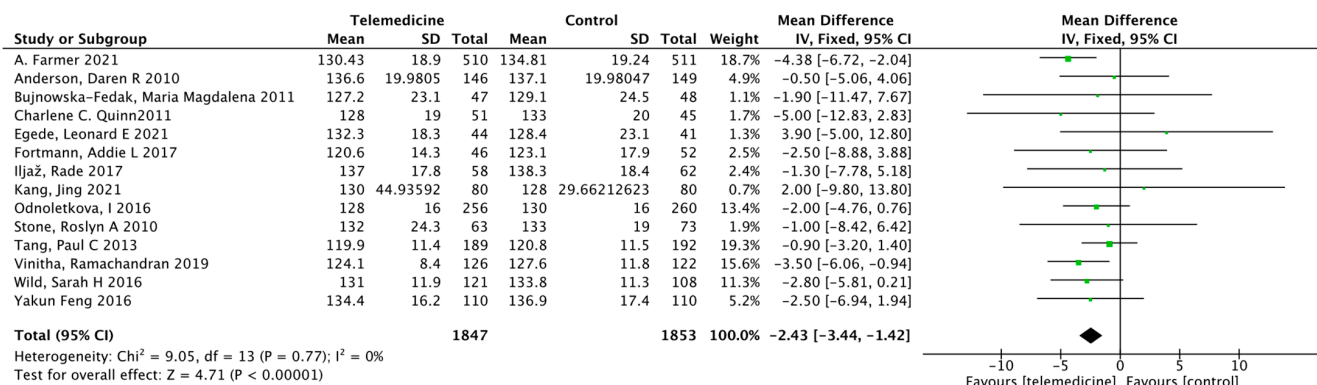 Telemedicine Control Mean Difference Mean Difference
Study or Subgroup Mean SD Total Mean SD Total Weight IV, Fixed, 95% CI IV, Fixed, 95% CI
A. Farmer 2021 130.43 18.9 510 134.81 19.24 511 18.7% -4.38 [-6.72, -2.04]
Anderson, Daren R 2010 136.6 19.9805 146 137.1 19.98047 149 4.9% -0.50 [-5.06, 4.06]
Bujnowska-Fedak, Maria Magdalena 2011 127.2 23.1 47 129.1 24.5 48 1.1% -1.90 [-11.47, 7.67]
Charlene C. Quinn2011 128 19 51 133 20 45 1.6% -5.00 [-12.83, 2.83]
Egede, Leonard E 2021 132.3 18.3 44 128.4 23.1 41 1.3% 3.90 [-5.00, 12.80]
Fortmann, Addie L 2017 120.6 14.3 46 123.1 17.9 52 2.5% -2.50 [-8.88, 3.88]
Iljaž, Rade 2017 137 17.8 58 138.3 18.4 62 2.4% -1.30 [-7.78, 5.18]
Kang, Jing 2021 130 44.93592 80 128 29.66212623 80 0.7% 2.00 [-9.80, 13.80]
Odnoletkova, I 2016 128 16 256 130 16 260 13.4% -2.00 [-4.76, 0.76]
Stone, Roslyn A 2010 132 24.3 63 133 19 73 1.9% -1.00 [-8.42, 6.42]
Tang, Paul C 2013 119.9 11.4 189 120.8 11.5 192 19.3% -0.90 [-3.20, 1.40]
Vinitha, Ramachandran 2019 124.1 8.4 126 127.6 11.8 122 15.6% -3.50 [-6.06, -0.94]
Wild, Sarah H 2016 131 11.9 121 133.8 11.3 108 11.3% -2.80 [-5.81, 0.21]
Yakun Feng 2016 134.4 16.2 110 136.9 17.4 110 5.2% -2.50 [-6.94, 1.94]
Total (95% CI) 1847 1853 100.0% -2.43 [-3.44, -1.42]
Heterogeneity: Chi² = 9.05, df = 13 (P = 0.77); I² = 0%
Test for overall effect: Z = 4.71 (P < 0.00001)
-10 -5 0 5 10
Favours [telemedicine] Favours [control]